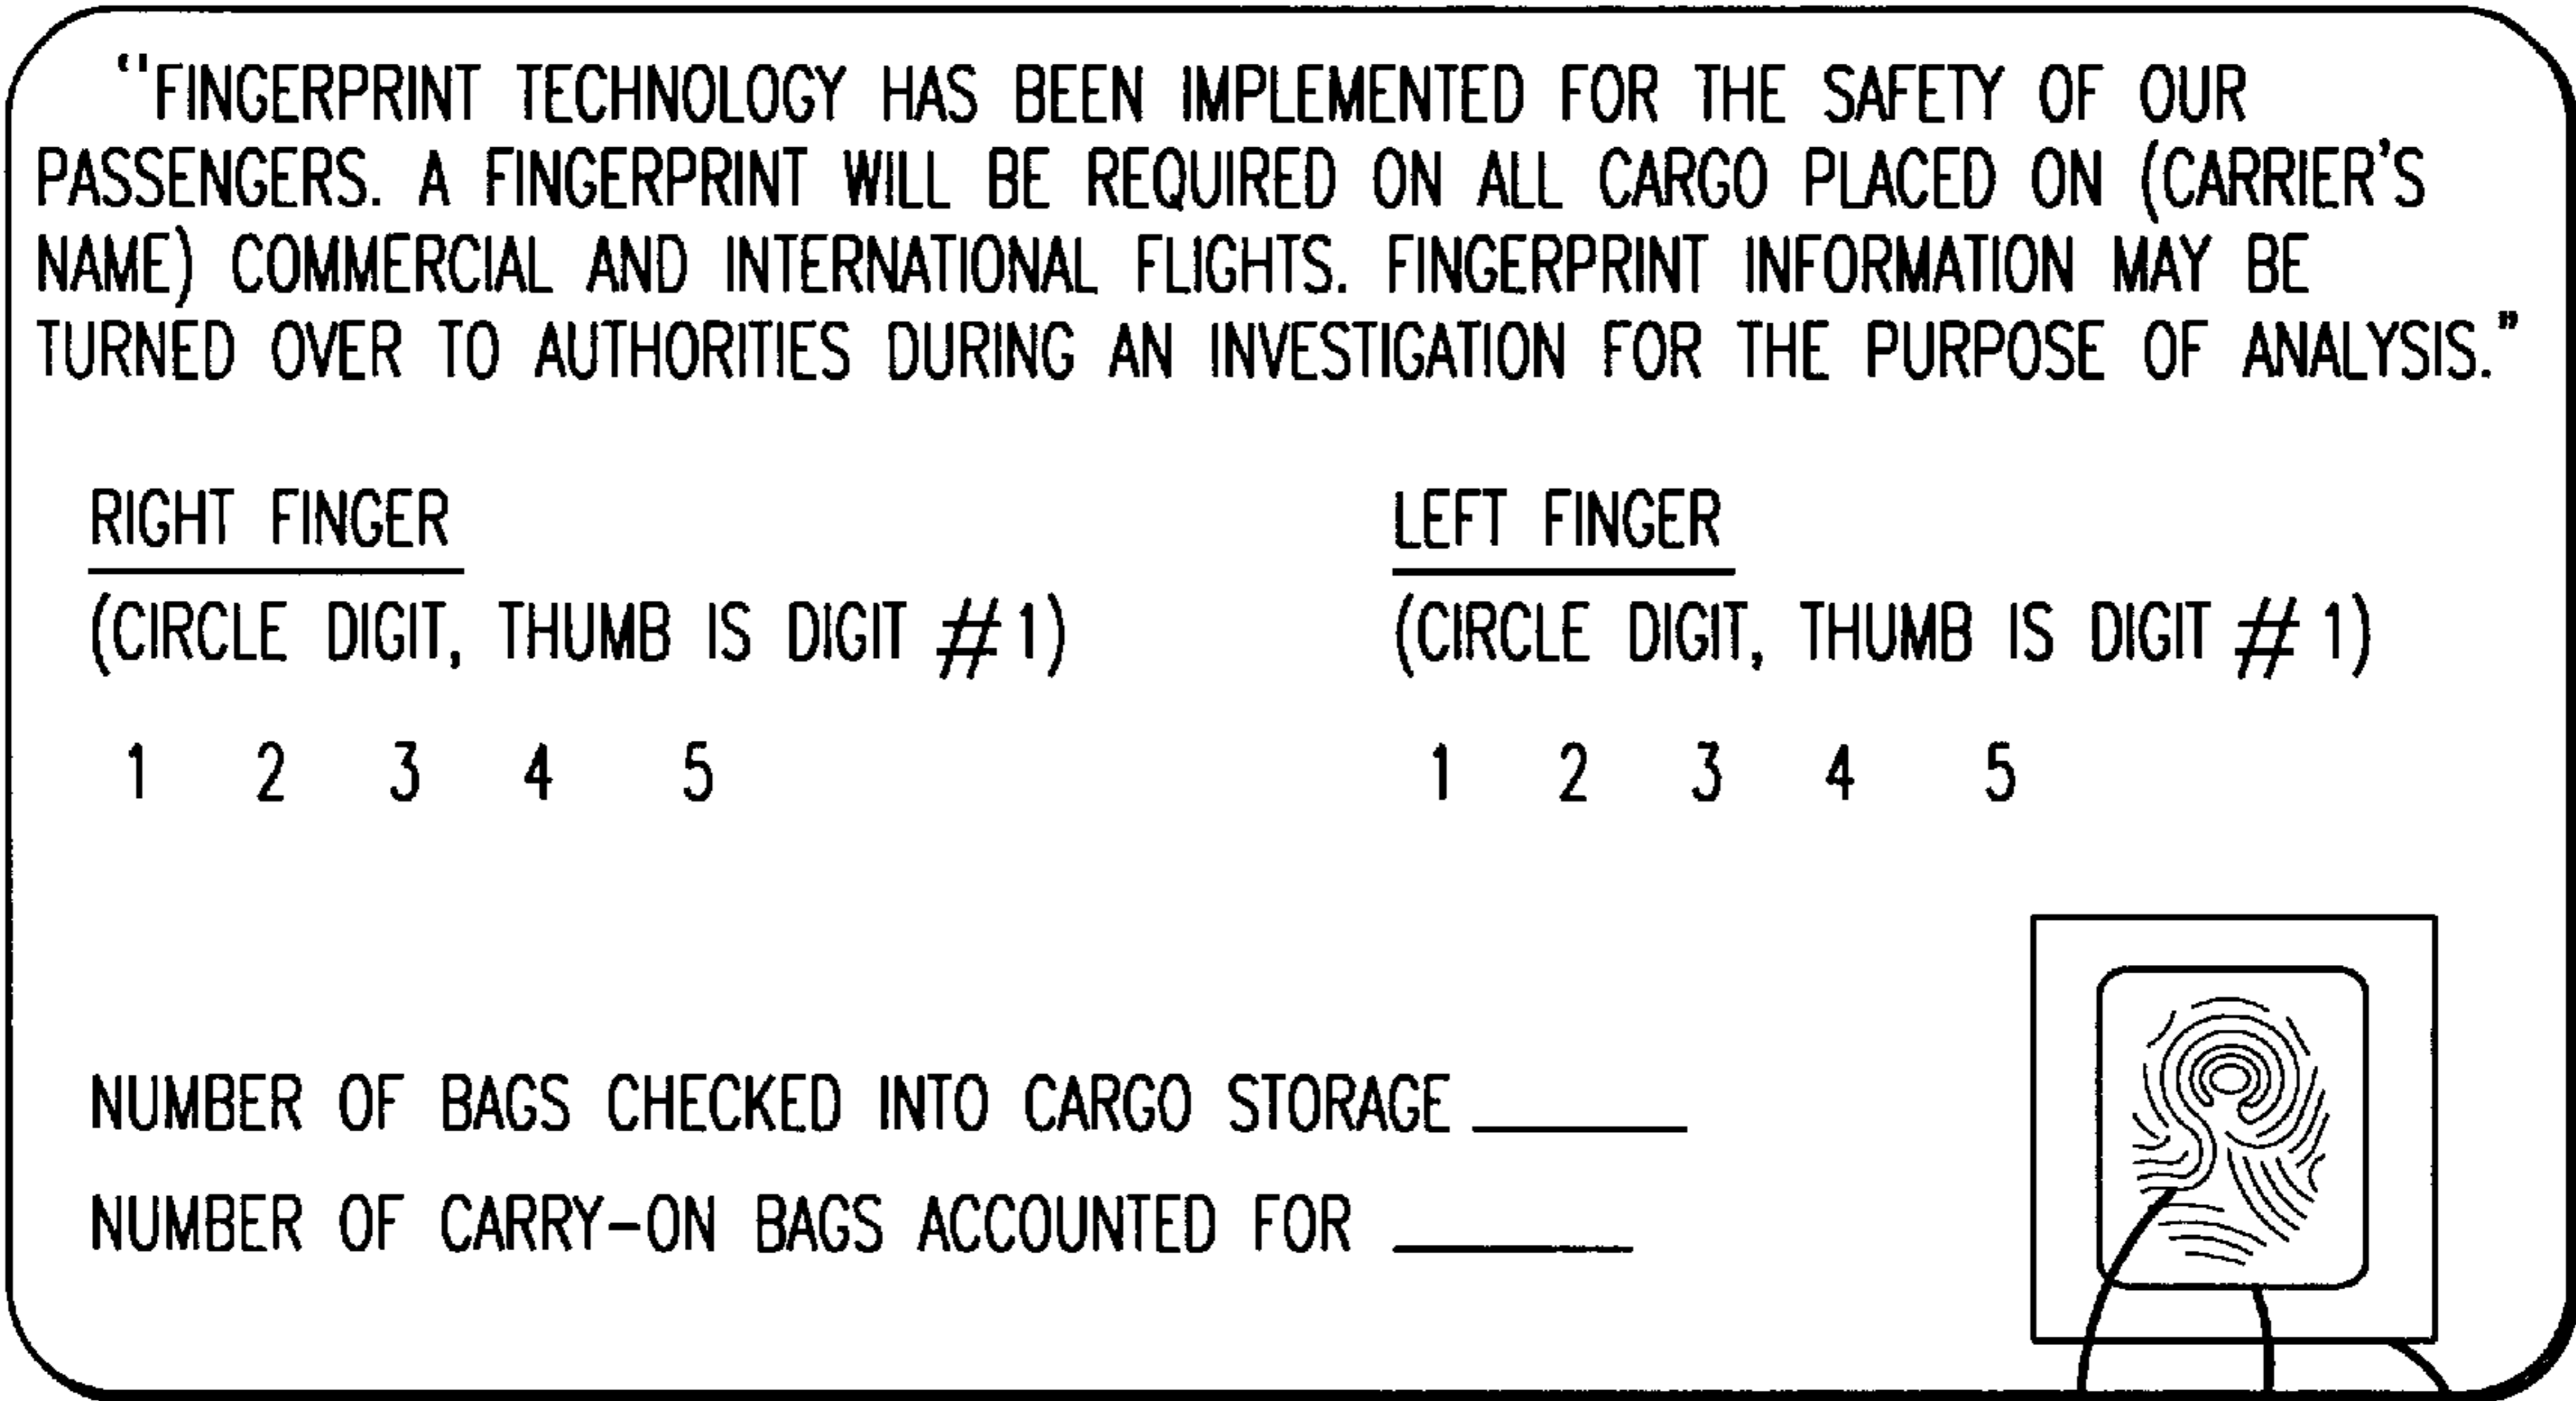 "FINGERPRINT TECHNOLOGY HAS BEEN IMPLEMENTED FOR THE SAFETY OF OUR
PASSENGERS. A FINGERPRINT WILL BE REQUIRED ON ALL CARGO PLACED ON (CARRIER'S
NAME) COMMERCIAL AND INTERNATIONAL FLIGHTS. FINGERPRINT INFORMATION MAY BE
TURNED OVER TO AUTHORITIES DURING AN INVESTIGATION FOR THE PURPOSE OF ANALYSIS."
RIGHT FINGER LEFT FINGER
(CIRCLE DIGIT, THUMB IS DIGIT #1) (CIRCLE DIGIT, THUMB IS DIGIT # 1)
1 2 3 4 5 1 2 3 4 5
NUMBER OF BAGS CHECKED INTO CARGO STORAGE ______
NUMBER OF CARRY-ON BAGS ACCOUNTED FOR ______